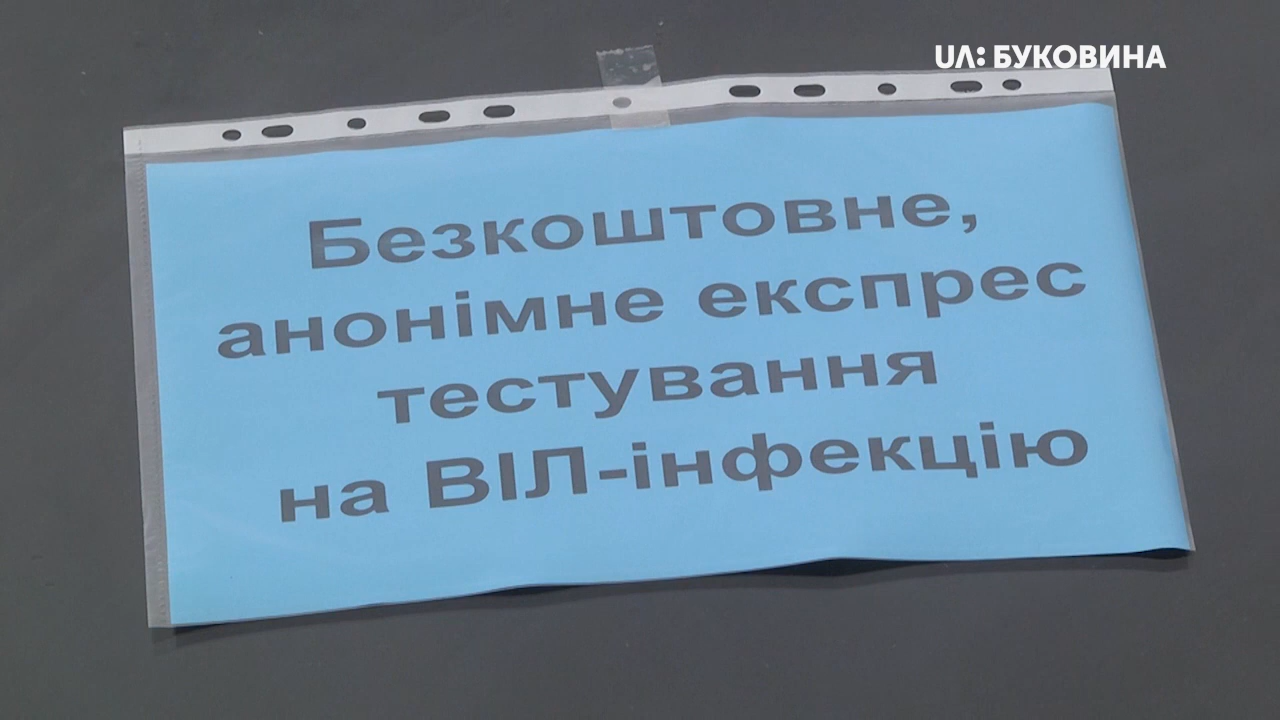 UA: БУКОВИНА
Безкоштовне,
анонімне експрес
тестування
на ВІЛ-інфекцію